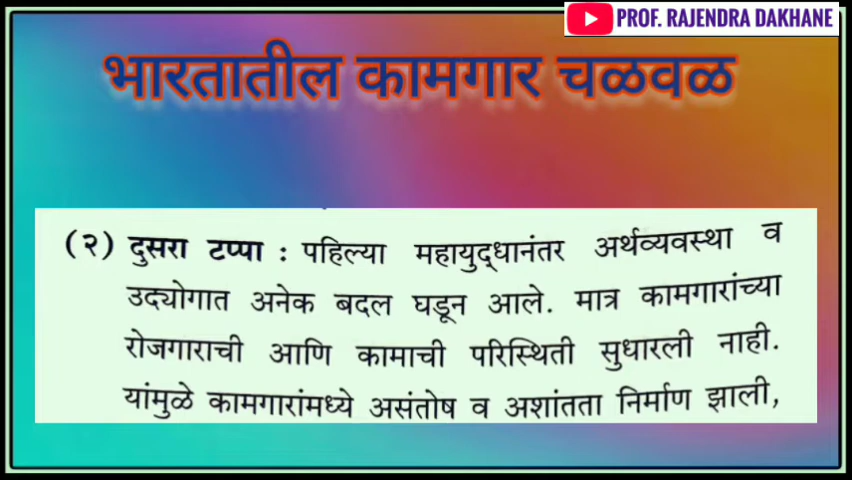 PROF. RAJENDRA DAKHANE
भारतातील कामगार चळवळ
(२) दुसरा टप्पा : पहिल्या महायुद्धानंतर अर्थव्यवस्था व
उद्योगात अनेक बदल घडून आले. मात्र कामगारांच्या
रोजगाराची आणि कामाची परिस्थिती सुधारली नाही.
यांमुळे कामगारांमध्ये असंतोष व अशांतता निर्माण झाली,